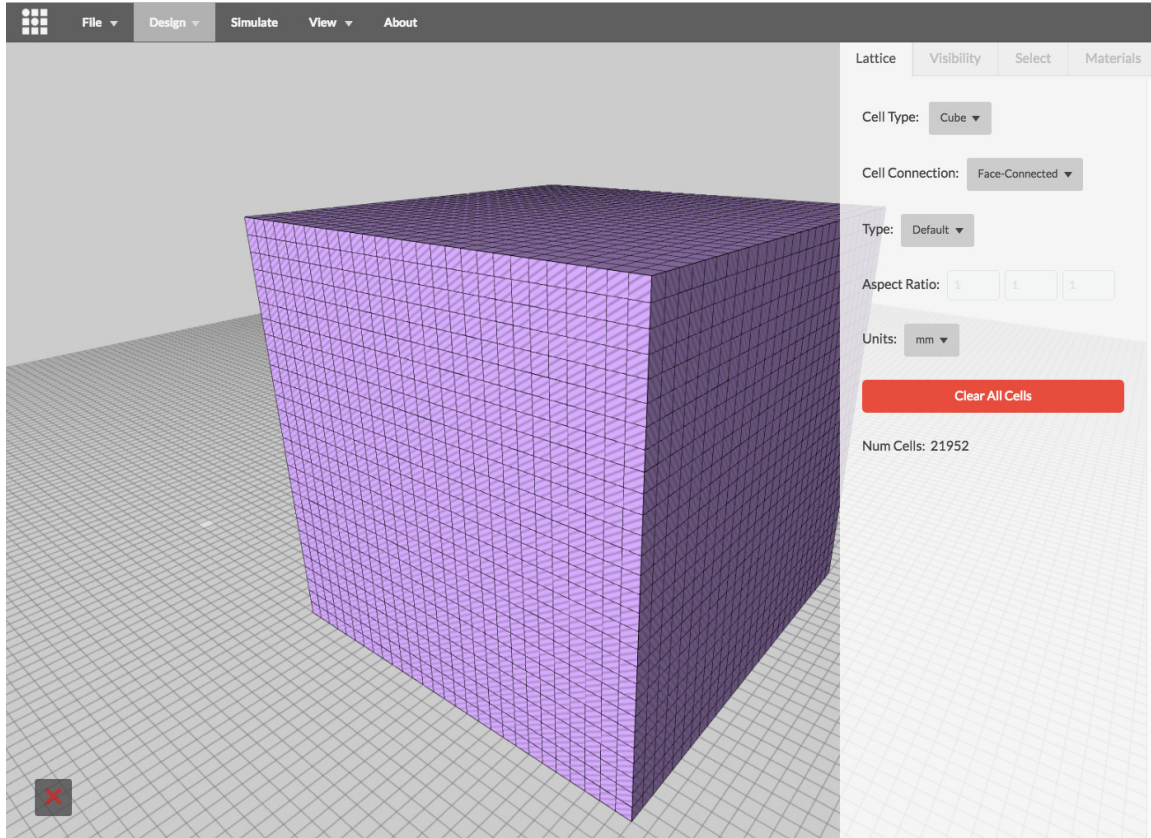 File Design Simulate View About
Lattice Visibility Select Materials
Cell Type: Cube
Cell Connection: Face-Connected
Type: Default
Aspect Ratio: 1 1 1
Units: mm
Clear All Cells
Num Cells: 21952